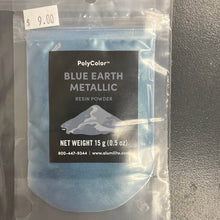 $ 9.00
PolyColor™
BLUE EARTH
METALLIC
RESIN POWDER
NET WEIGHT 15 g (0.5 oz)
800-447-9344 | www.alumilite.com